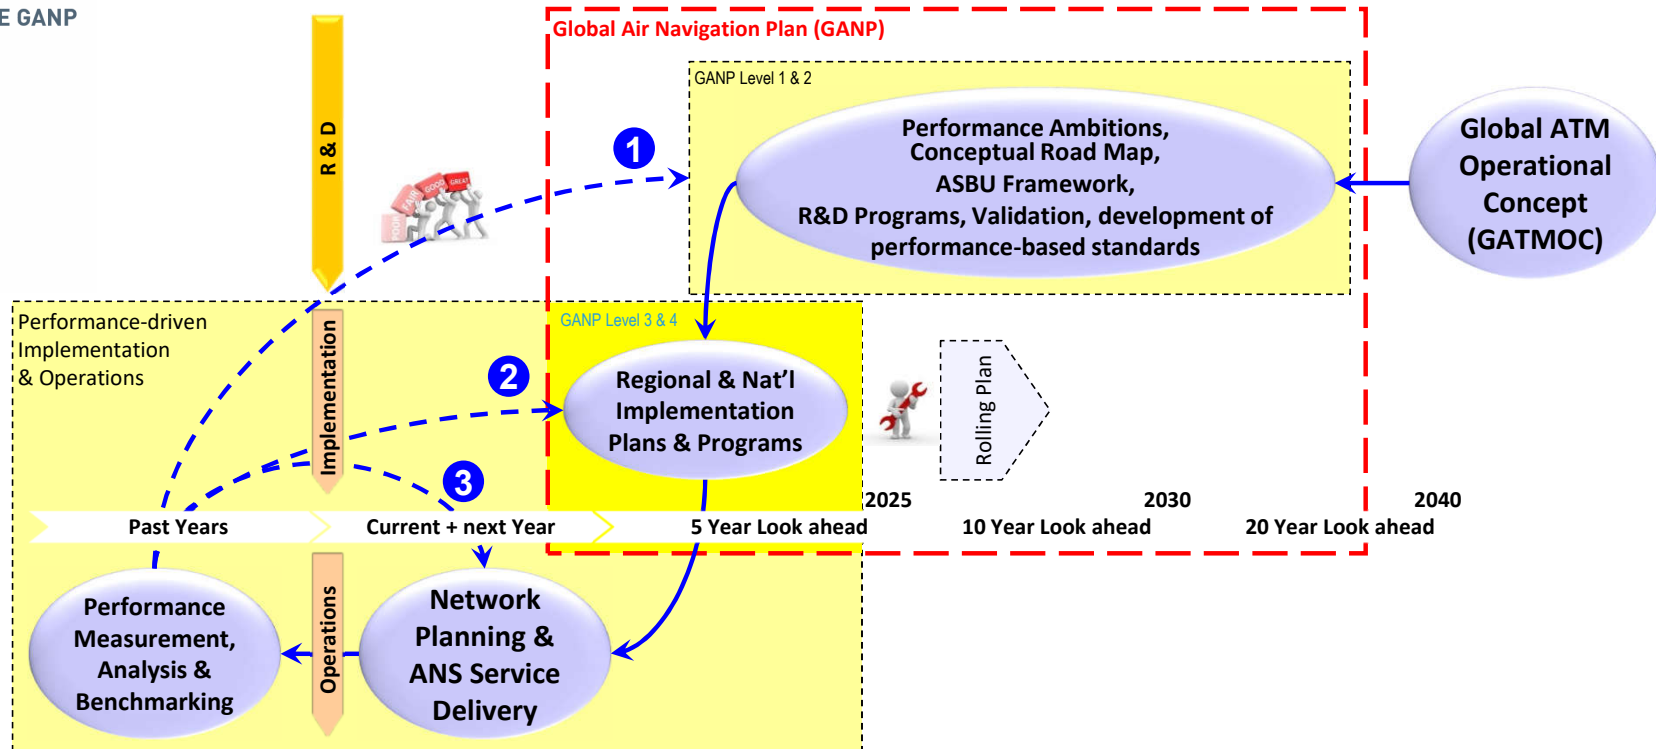 E GANP
Global Air Navigation Plan (GANP)
GANP Level 1 & 2
R & D
1
Performance Ambitions,
Conceptual Road Map,
ASBU Framework,
R&D Programs, Validation, development of
performance-based standards
Global ATM
Operational
Concept
(GATMOC)
POOR
FAIR
GOOD
GREAT
Performance-driven
Implementation
& Operations
Implementation
GANP Level 3 & 4
2
Regional & Nat’l
Implementation
Plans & Programs
Rolling Plan
3
2025
2030
2040
Past Years
Current + next Year
5 Year Look ahead
10 Year Look ahead
20 Year Look ahead
Performance
Measurement,
Analysis &
Benchmarking
Operations
Network
Planning &
ANS Service
Delivery